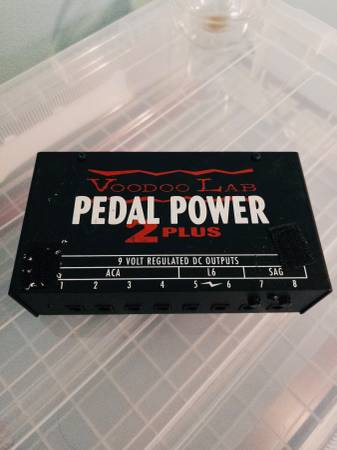 VOODOO LAB
PEDAL POWER
2 PLUS
9 VOLT REGULATED DC OUTPUTS
ACA L6 SAG
1 2 3 4 5 6 7 8